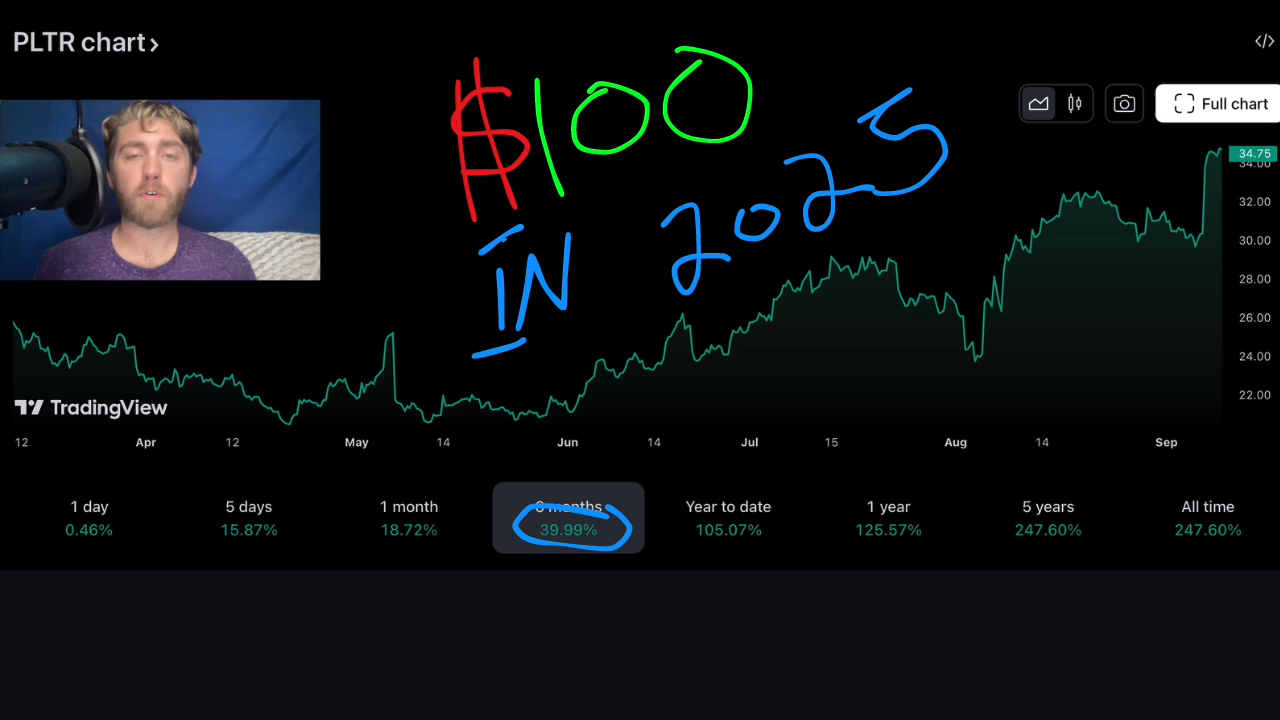 PLTR chart ›
$100
IN 2025
Full chart
34.75
34.00
32.00
30.00
28.00
26.00
24.00
22.00
TradingView
12 Apr 12 May 14 Jun 14 Jul 15 Aug 14 Sep
1 day 5 days 1 month 6 months Year to date 1 year 5 years All time
0.46% 15.87% 18.72% 39.99% 105.07% 125.57% 247.60% 247.60%